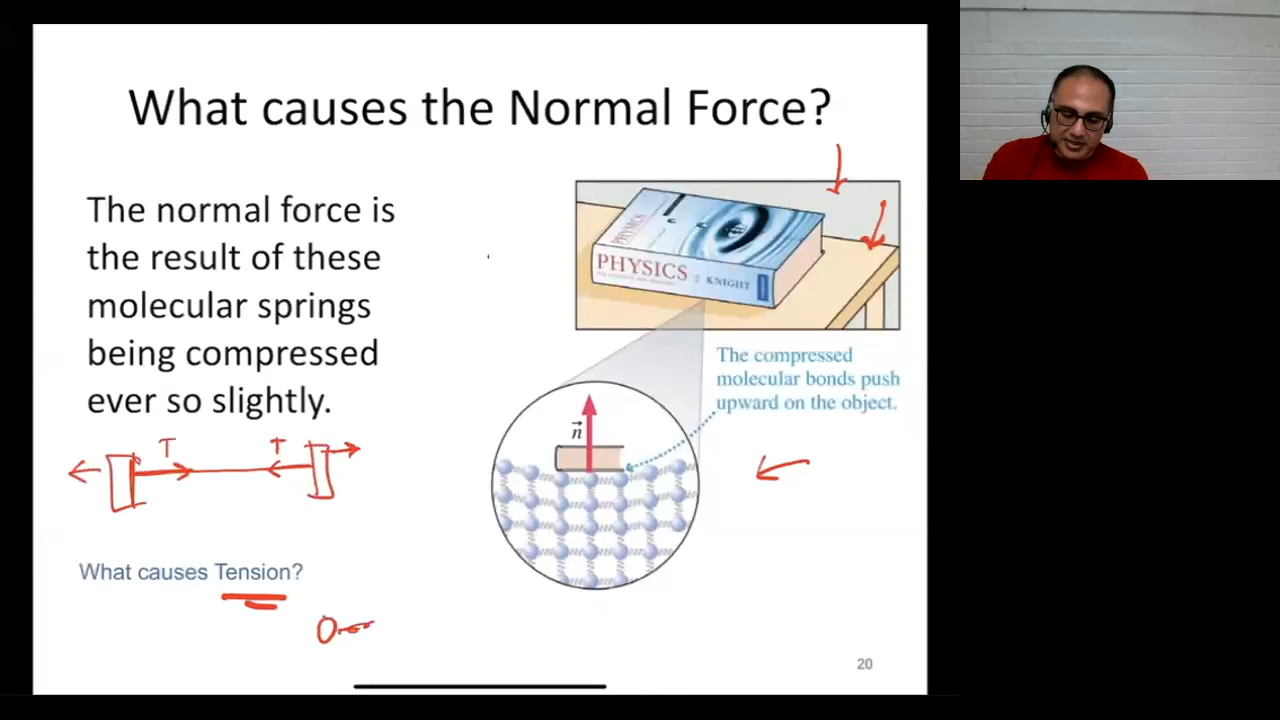 What causes the Normal Force?
The normal force is
the result of these
molecular springs
being compressed
ever so slightly.
PHYSICS
PHYSICS
KNIGHT
The compressed
molecular bonds push
upward on the object.
n
T T
What causes Tension?
20